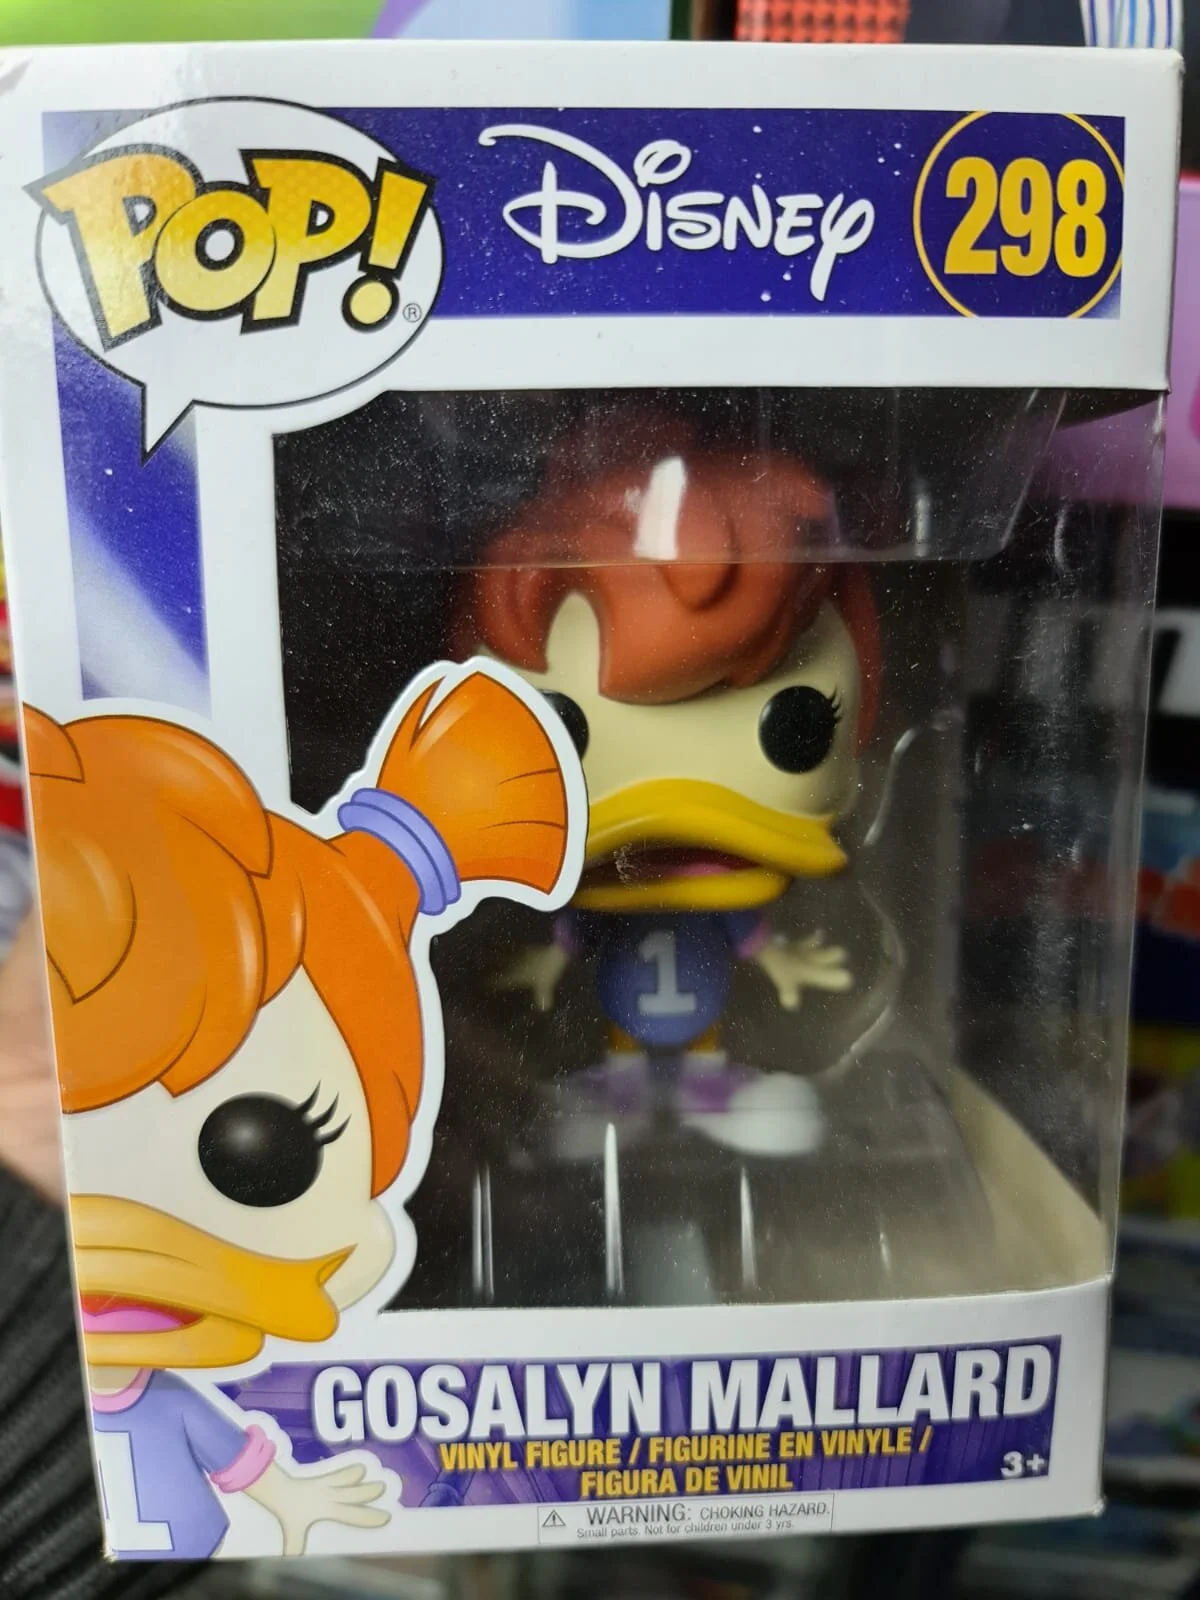 POP!
®
Disney
298
1
GOSALYN MALLARD
VINYL FIGURE / FIGURINE EN VINYLE /
FIGURA DE VINIL
3+
WARNING: CHOKING HAZARD.
Small parts. Not for children under 3 yrs.
1